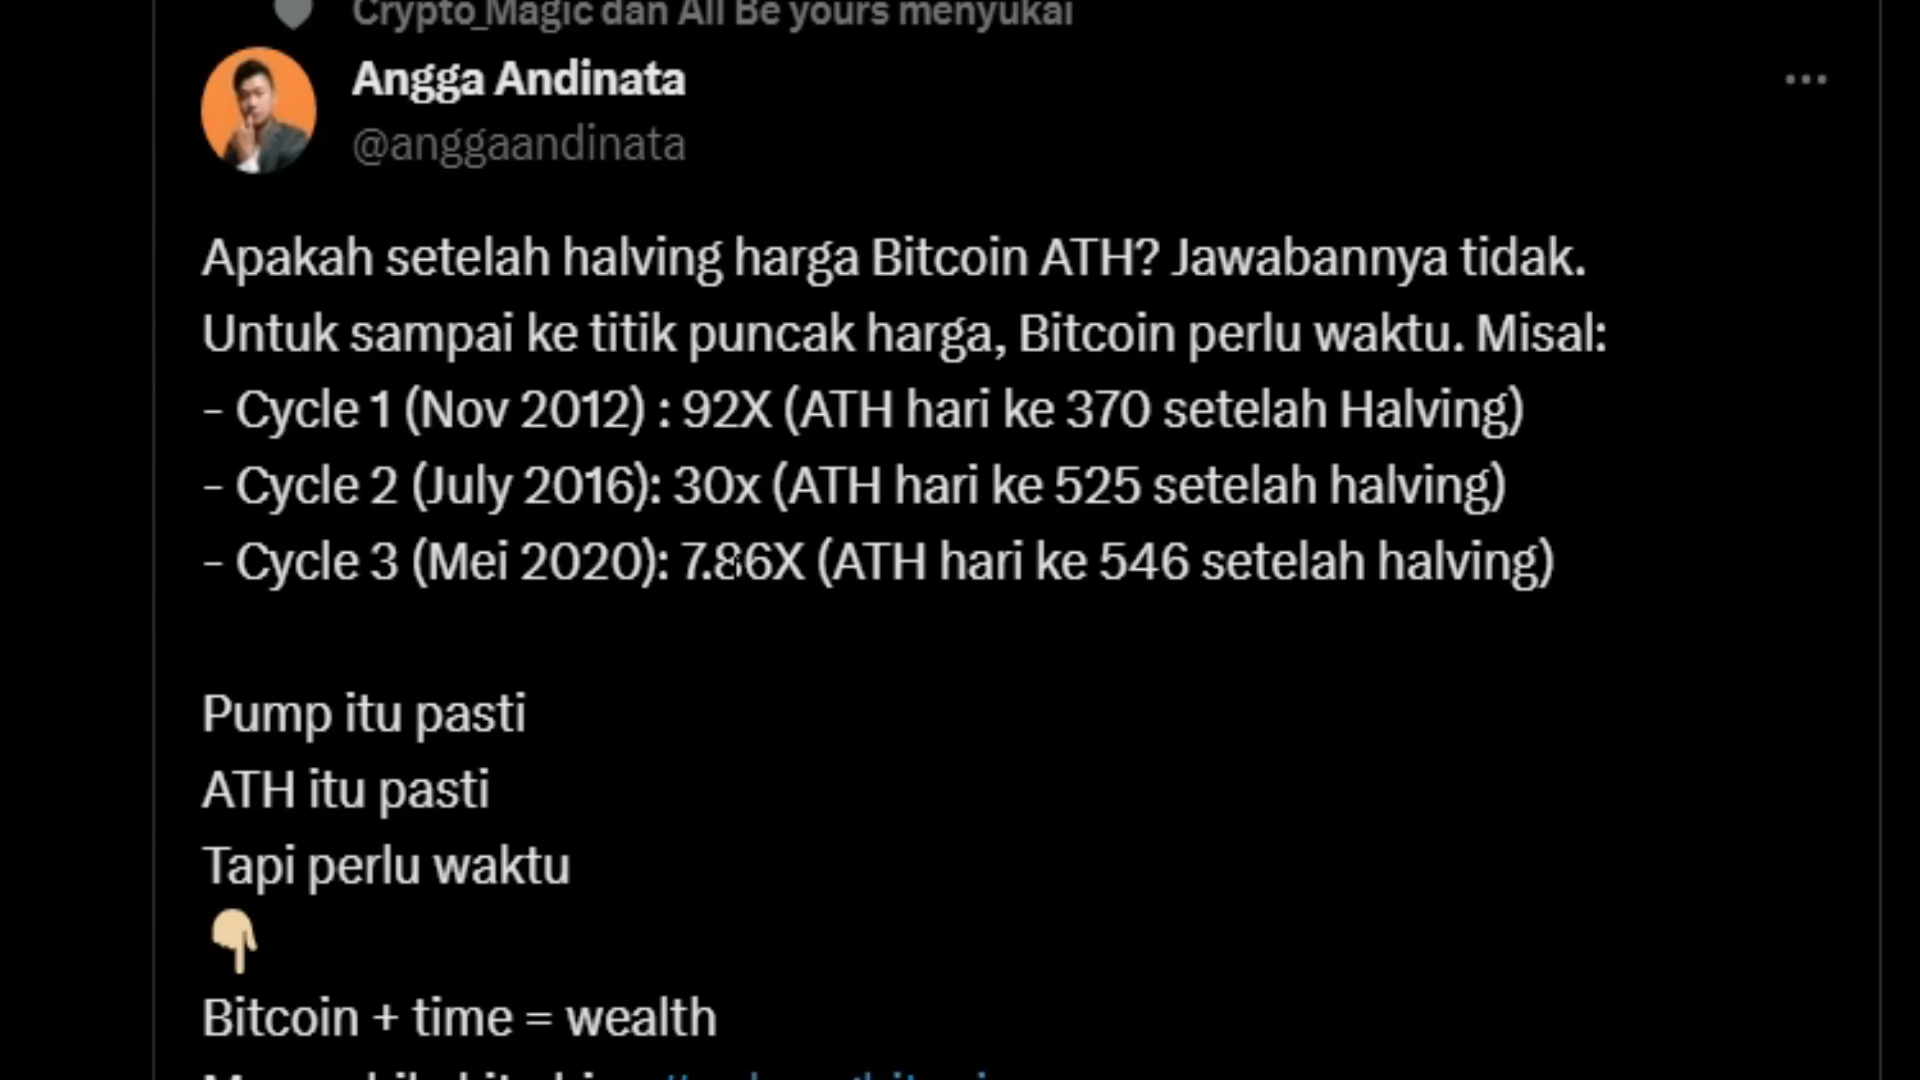 Crypto_Magic dan All Be yours menyukai
Angga Andinata
@anggaandinata
Apakah setelah halving harga Bitcoin ATH? Jawabannya tidak.
Untuk sampai ke titik puncak harga, Bitcoin perlu waktu. Misal:
- Cycle 1 (Nov 2012) : 92X (ATH hari ke 370 setelah Halving)
- Cycle 2 (July 2016): 30x (ATH hari ke 525 setelah halving)
- Cycle 3 (Mei 2020): 7.86X (ATH hari ke 546 setelah halving)
Pump itu pasti
ATH itu pasti
Tapi perlu waktu
Bitcoin + time = wealth